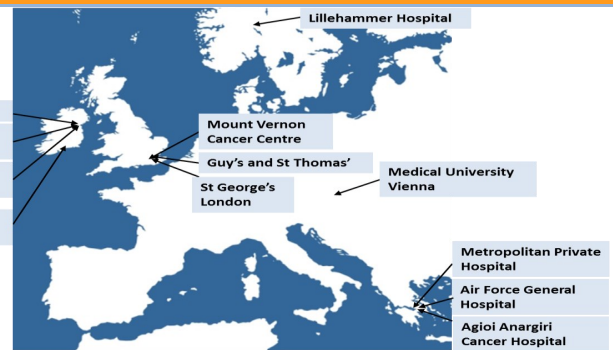 Lillehammer Hospital
Mount Vernon
Cancer Centre
Guy's and St Thomas'
St George's
London
Medical University
Vienna
Metropolitan Private
Hospital
Air Force General
Hospital
Agioi Anargiri
Cancer Hospital